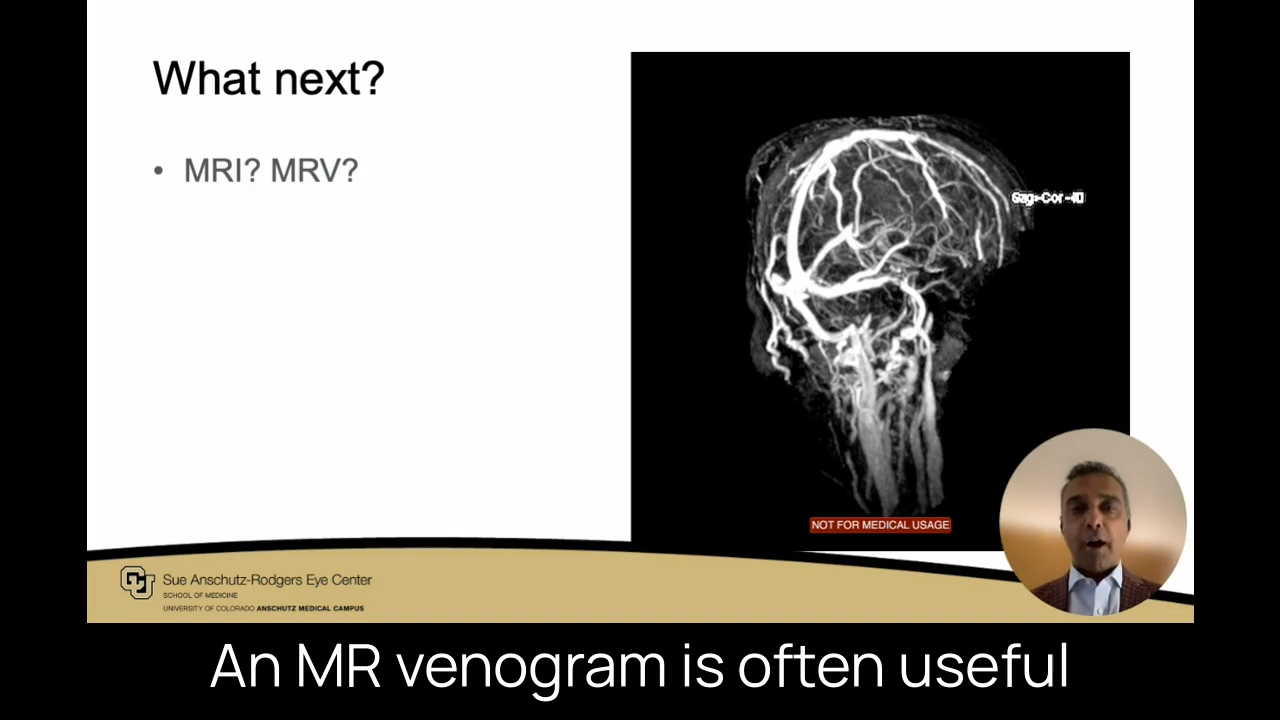 What next?
• MRI? MRV?
NOT FOR MEDICAL USAGE
Sue Anschutz-Rodgers Eye Center
SCHOOL OF MEDICINE
UNIVERSITY OF COLORADO ANSCHUTZ MEDICAL CAMPUS
An MR venogram is often useful